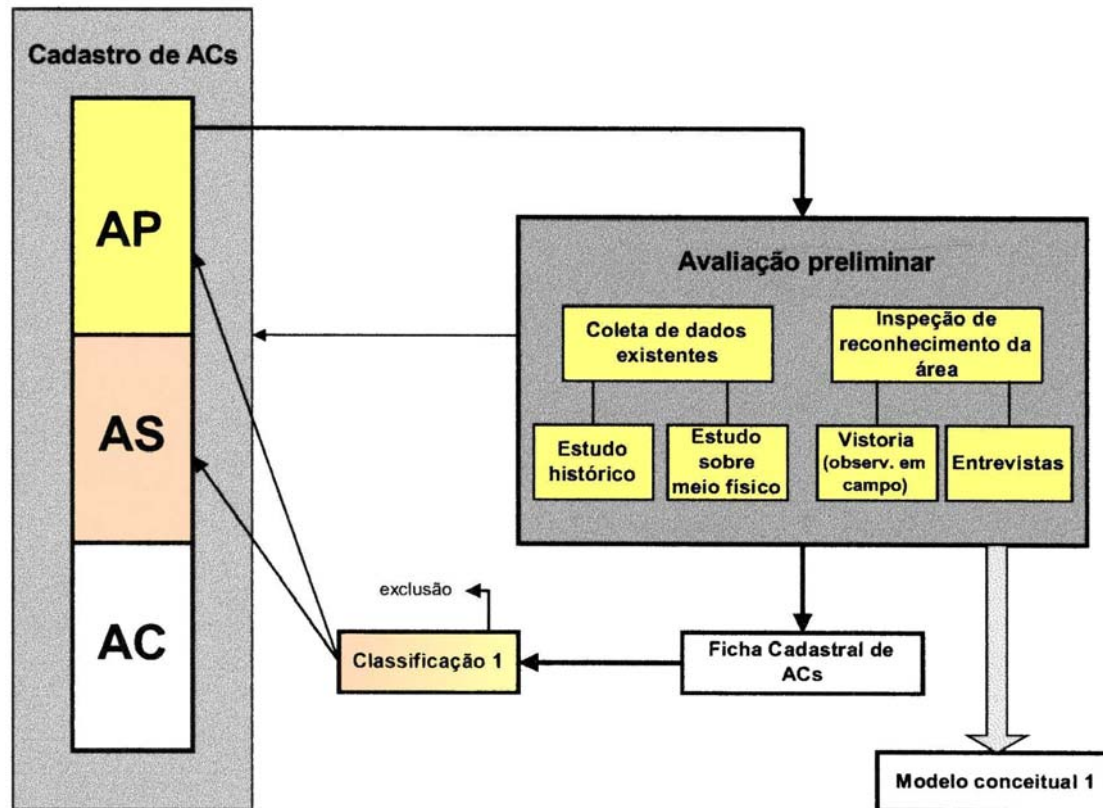 Cadastro de ACs
AP
AS
AC
Avaliação preliminar
Coleta de dados
existentes
Inspeção de
reconhecimento da
área
Estudo
histórico
Estudo
sobre
meio físico
Vistoria
(observ. em
campo)
Entrevistas
exclusão
Classificação 1
Ficha Cadastral de
ACs
Modelo conceitual 1